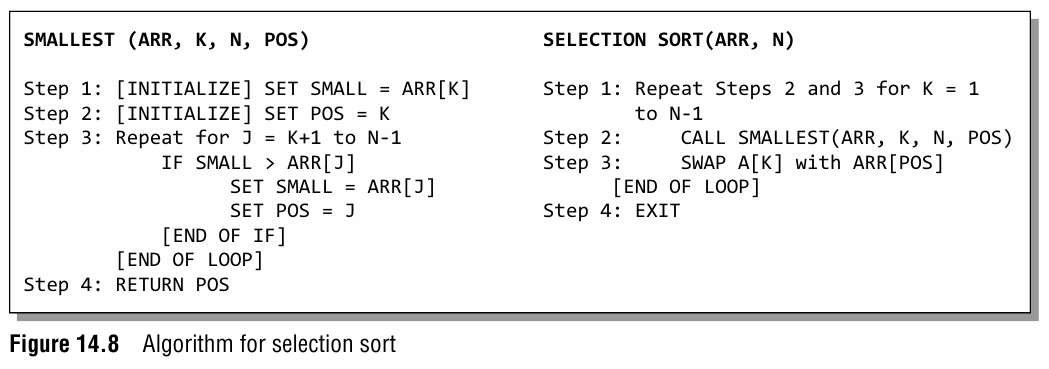 SMALLEST (ARR, K, N, POS)
Step 1: [INITIALIZE] SET SMALL = ARR[K]
Step 2: [INITIALIZE] SET POS = K
Step 3: Repeat for J = K+1 to N-1
IF SMALL > ARR[J]
SET SMALL = ARR[J]
SET POS = J
[END OF IF]
[END OF LOOP]
Step 4: RETURN POS
SELECTION SORT(ARR, N)
Step 1: Repeat Steps 2 and 3 for K = 1
to N-1
Step 2: CALL SMALLEST(ARR, K, N, POS)
Step 3: SWAP A[K] with ARR[POS]
[END OF LOOP]
Step 4: EXIT
Figure 14.8 Algorithm for selection sort